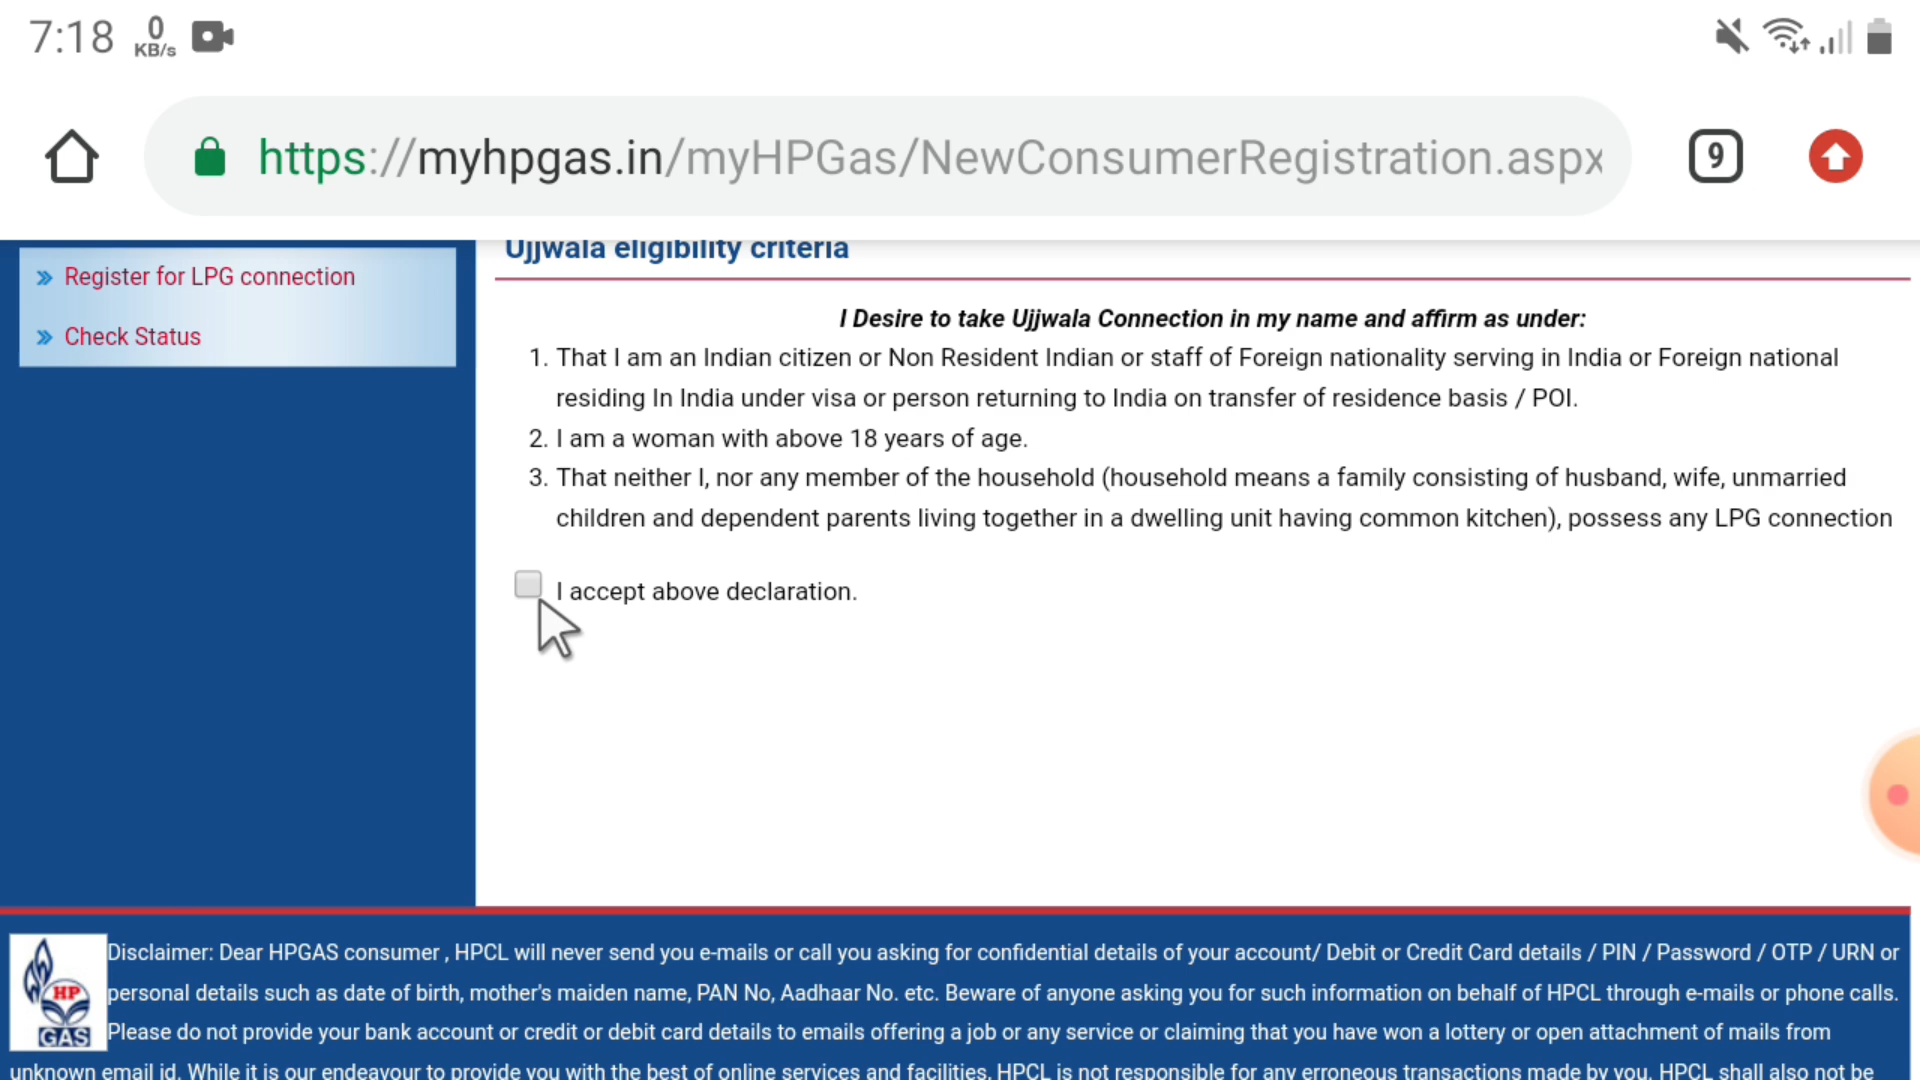 7:18 0 KB/s
https://myhpgas.in/myHPGas/NewConsumerRegistration.aspx 9
Ujjwala eligibility criteria
Register for LPG connection
Check Status
I Desire to take Ujjwala Connection in my name and affirm as under:
1. That I am an Indian citizen or Non Resident Indian or staff of Foreign nationality serving in India or Foreign national
residing In India under visa or person returning to India on transfer of residence basis / POI.
2. I am a woman with above 18 years of age.
3. That neither I, nor any member of the household (household means a family consisting of husband, wife, unmarried
children and dependent parents living together in a dwelling unit having common kitchen), possess any LPG connection
I accept above declaration.
HP
GAS
Disclaimer: Dear HPGAS consumer , HPCL will never send you e-mails or call you asking for confidential details of your account/ Debit or Credit Card details / PIN / Password / OTP / URN or
personal details such as date of birth, mother's maiden name, PAN No, Aadhaar No. etc. Beware of anyone asking you for such information on behalf of HPCL through e-mails or phone calls.
Please do not provide your bank account or credit or debit card details to emails offering a job or any service or claiming that you have won a lottery or open attachment of mails from
unknown email id. While it is our endeavour to provide you with the best of online services and facilities, HPCL is not responsible for any erroneous transactions made by you. HPCL shall also not be